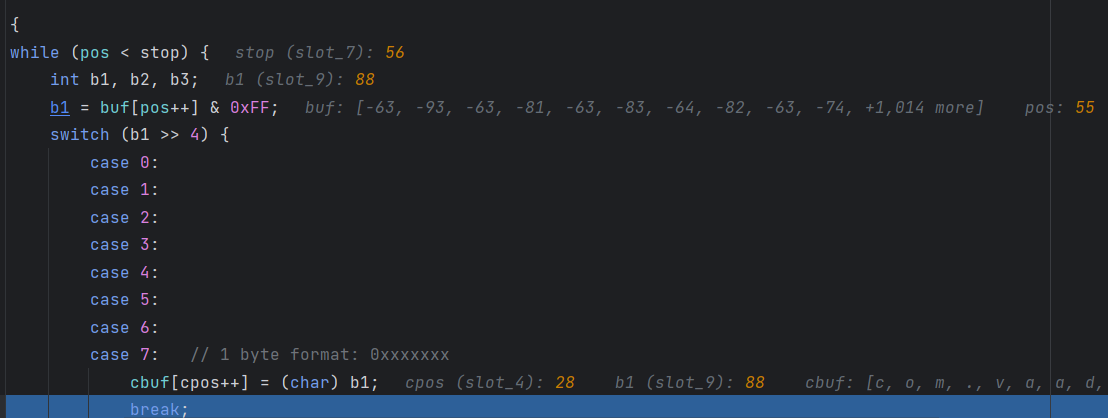 {
while (pos < stop) {   stop (slot_7): 56
    int b1, b2, b3;   b1 (slot_9): 88
    b1 = buf[pos++] & 0xFF;   buf: [-63, -93, -63, -81, -63, -83, -64, -82, -63, -74, +1,014 more]    pos: 55
    switch (b1 >> 4) {
        case 0:
        case 1:
        case 2:
        case 3:
        case 4:
        case 5:
        case 6:
        case 7:   // 1 byte format: 0xxxxxxx
            cbuf[cpos++] = (char) b1;   cpos (slot_4): 28    b1 (slot_9): 88    cbuf: [c, o, m, ., v, a, a, d,
            break;